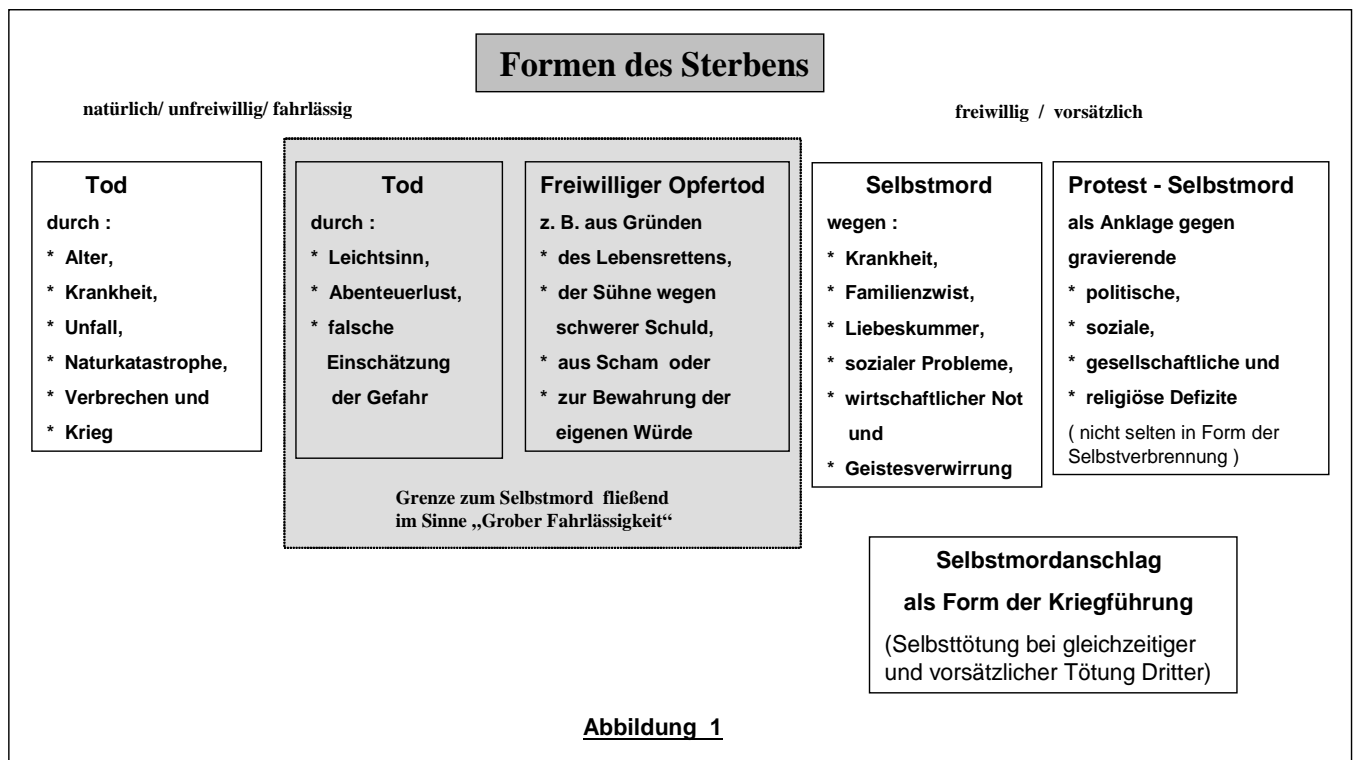 Formen des Sterbens
natürlich/ unfreiwillig/ fahrlässig
freiwillig / vorsätzlich
Tod
durch :
* Alter,
* Krankheit,
* Unfall,
* Naturkatastrophe,
* Verbrechen und
* Krieg
Tod
durch :
* Leichtsinn,
* Abenteuerlust,
* falsche
Einschätzung
der Gefahr
Freiwilliger Opfertod
z. B. aus Gründen
* des Lebensrettens,
* der Sühne wegen
schwerer Schuld,
* aus Scham oder
* zur Bewahrung der
eigenen Würde
Grenze zum Selbstmord fließend
im Sinne „Grober Fahrlässigkeit“
Selbstmord
wegen :
* Krankheit,
* Familienzwist,
* Liebeskummer,
* sozialer Probleme,
* wirtschaftlicher Not
und
* Geistesverwirrung
Protest - Selbstmord
als Anklage gegen
gravierende
* politische,
* soziale,
* gesellschaftliche und
* religiöse Defizite
( nicht selten in Form der
Selbstverbrennung )
Selbstmordanschlag
als Form der Kriegführung
(Selbsttötung bei gleichzeitiger
und vorsätzlicher Tötung Dritter)
Abbildung 1